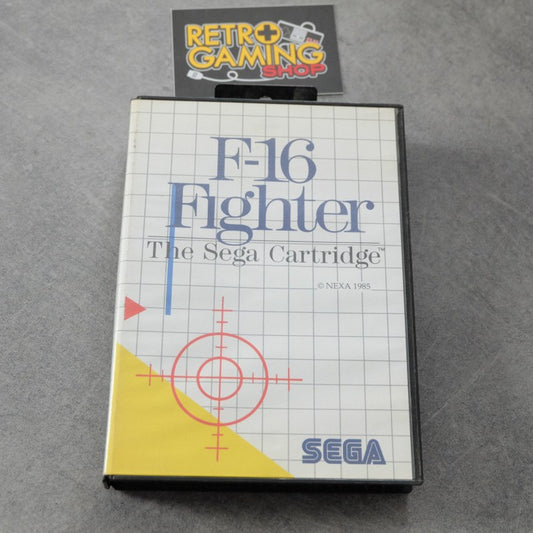 RETRO
GAMING
SHOP
F-16
Fighter
The Sega Cartridge™
© NEXA 1985
SEGA